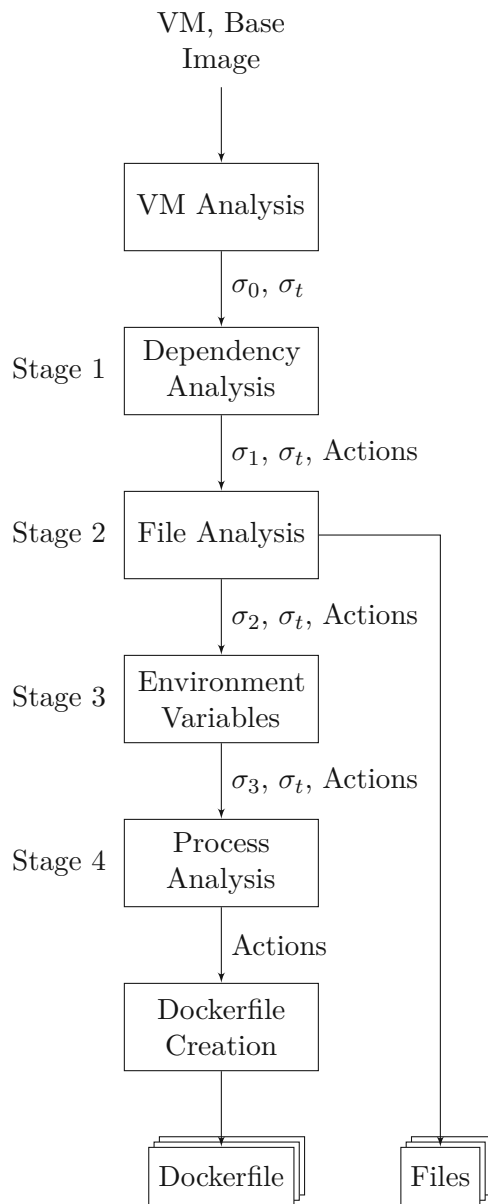 VM, Base
Image
VM Analysis
σ₀, σₜ
Stage 1
Dependency
Analysis
σ₁, σₜ, Actions
Stage 2
File Analysis
σ₂, σₜ, Actions
Stage 3
Environment
Variables
σ₃, σₜ, Actions
Stage 4
Process
Analysis
Actions
Dockerfile
Creation
Dockerfile
Files